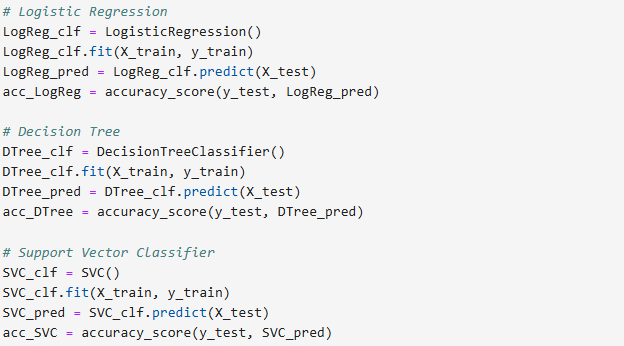 # Logistic Regression
LogReg_clf = LogisticRegression()
LogReg_clf.fit(X_train, y_train)
LogReg_pred = LogReg_clf.predict(X_test)
acc_LogReg = accuracy_score(y_test, LogReg_pred)

# Decision Tree
DTree_clf = DecisionTreeClassifier()
DTree_clf.fit(X_train, y_train)
DTree_pred = DTree_clf.predict(X_test)
acc_DTree = accuracy_score(y_test, DTree_pred)

# Support Vector Classifier
SVC_clf = SVC()
SVC_clf.fit(X_train, y_train)
SVC_pred = SVC_clf.predict(X_test)
acc_SVC = accuracy_score(y_test, SVC_pred)